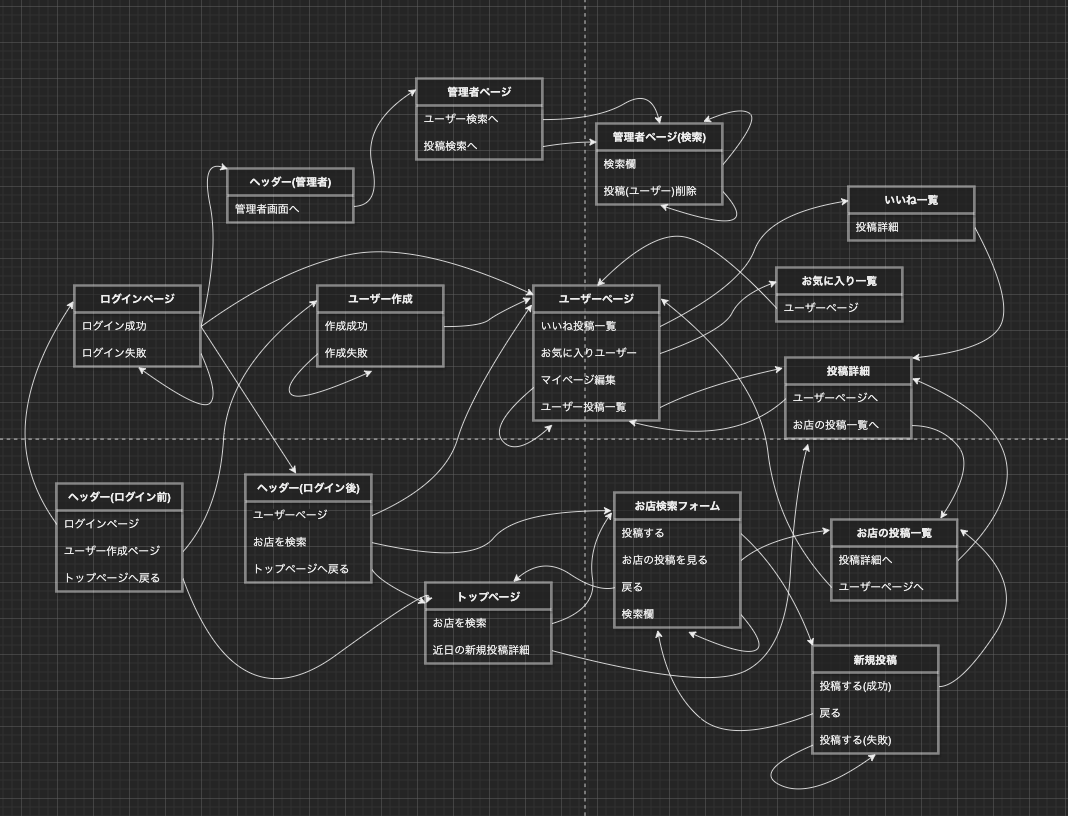 管理者ページ
ユーザー検索へ
投稿検索へ
管理者ページ(検索)
検索欄
投稿(ユーザー)削除
ヘッダー(管理者)
管理者画面へ
いいね一覧
投稿詳細
お気に入り一覧
ユーザーページ
ログインページ
ログイン成功
ログイン失敗
ユーザー作成
作成成功
作成失敗
ユーザーページ
いいね投稿一覧
お気に入りユーザー
マイページ編集
ユーザー投稿一覧
投稿詳細
ユーザーページへ
お店の投稿一覧へ
ヘッダー(ログイン前)
ログインページ
ユーザー作成ページ
トップページへ戻る
ヘッダー(ログイン後)
ユーザーページ
お店を検索
トップページへ戻る
お店検索フォーム
投稿する
お店の投稿を見る
戻る
検索欄
お店の投稿一覧
投稿詳細へ
ユーザーページへ
トップページ
お店を検索
近日の新規投稿詳細
新規投稿
投稿する(成功)
戻る
投稿する(失敗)